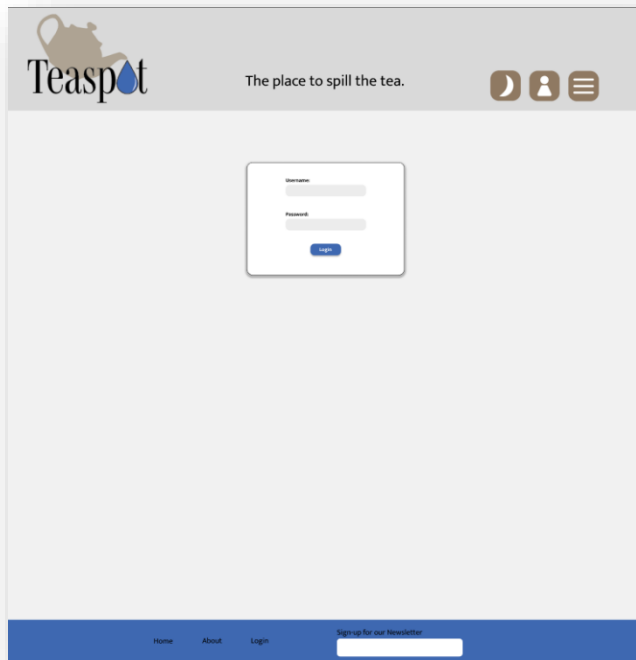 Teaspot
The place to spill the tea.
Username:
Password:
Login
Home About Login
Sign-up for our Newsletter